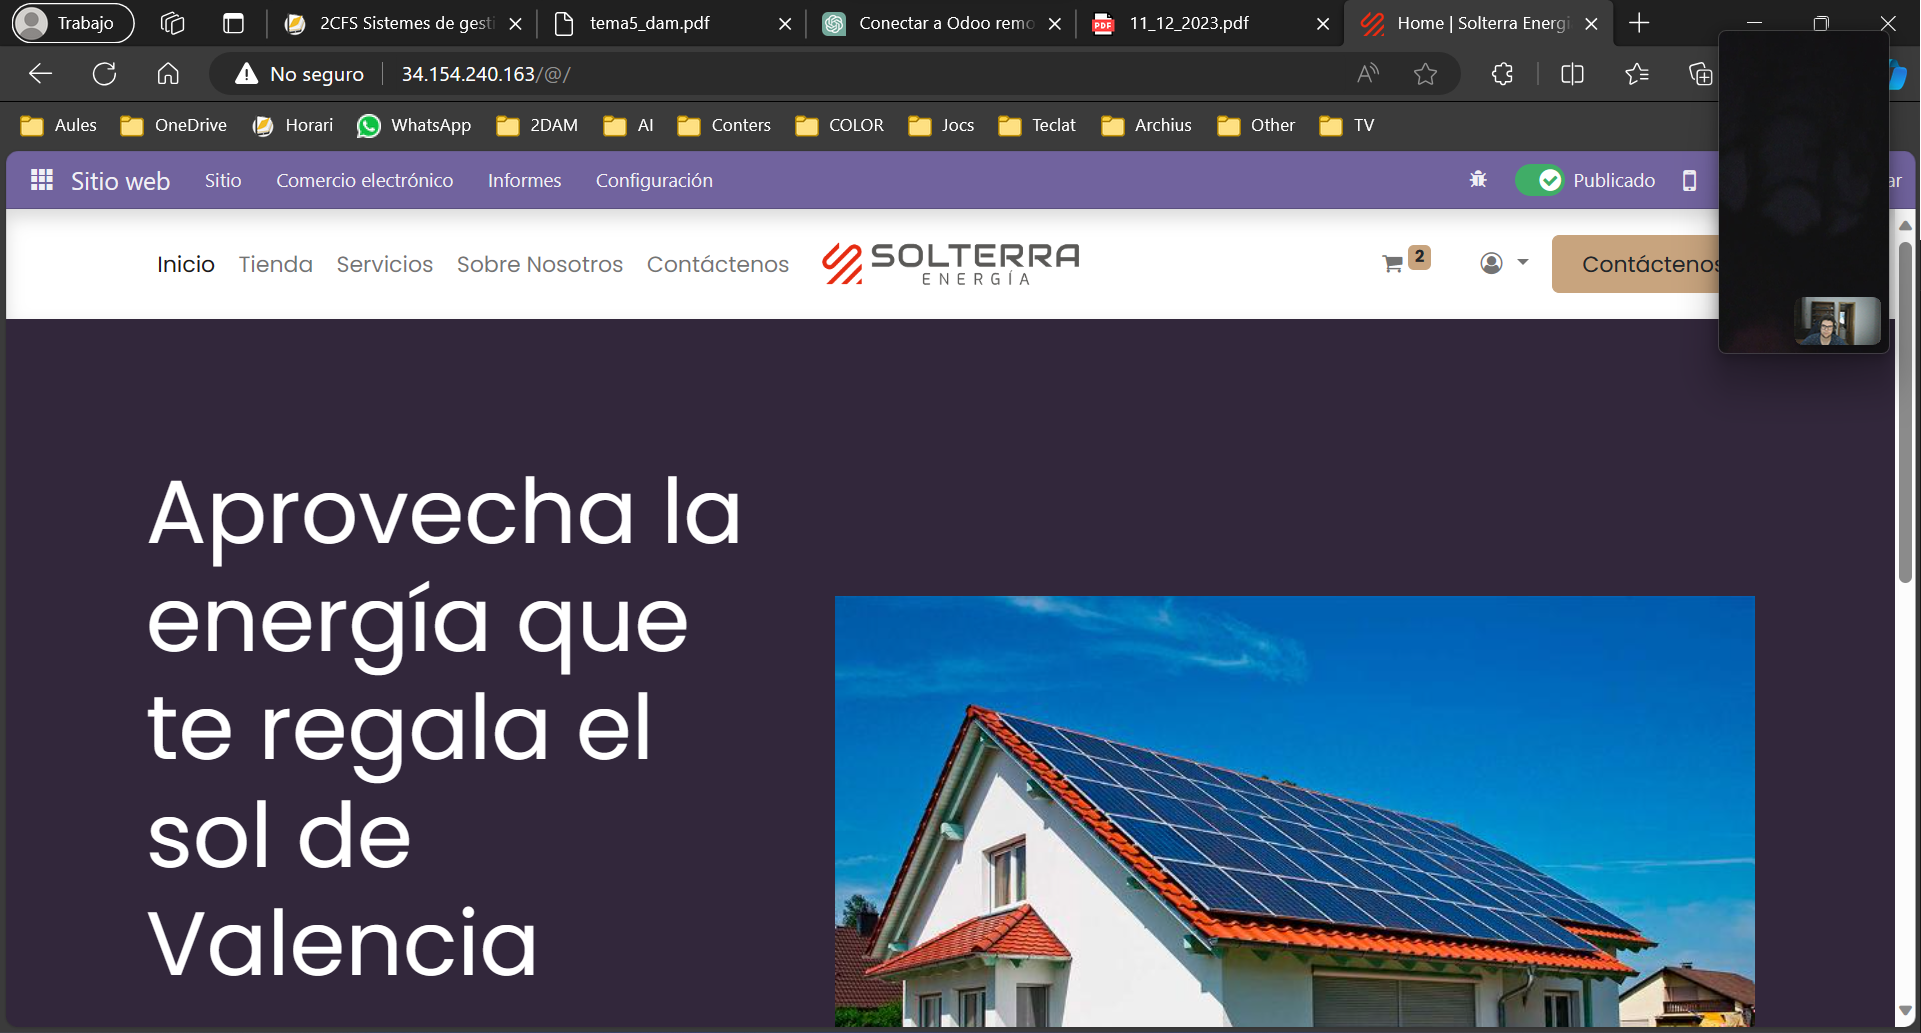 Trabajo
2CFS Sistemes de gesti
tema5_dam.pdf
Conectar a Odoo remo
11_12_2023.pdf
Home | Solterra Energí
No seguro
34.154.240.163/@/
Aules
OneDrive
Horari
WhatsApp
2DAM
AI
Conters
COLOR
Jocs
Teclat
Archius
Other
TV
Sitio web
Sitio
Comercio electrónico
Informes
Configuración
Publicado
ar
Inicio
Tienda
Servicios
Sobre Nosotros
Contáctenos
SOLTERRA
ENERGÍA
2
Contáctenos
Aprovecha la
energía que
te regala el
sol de
Valencia